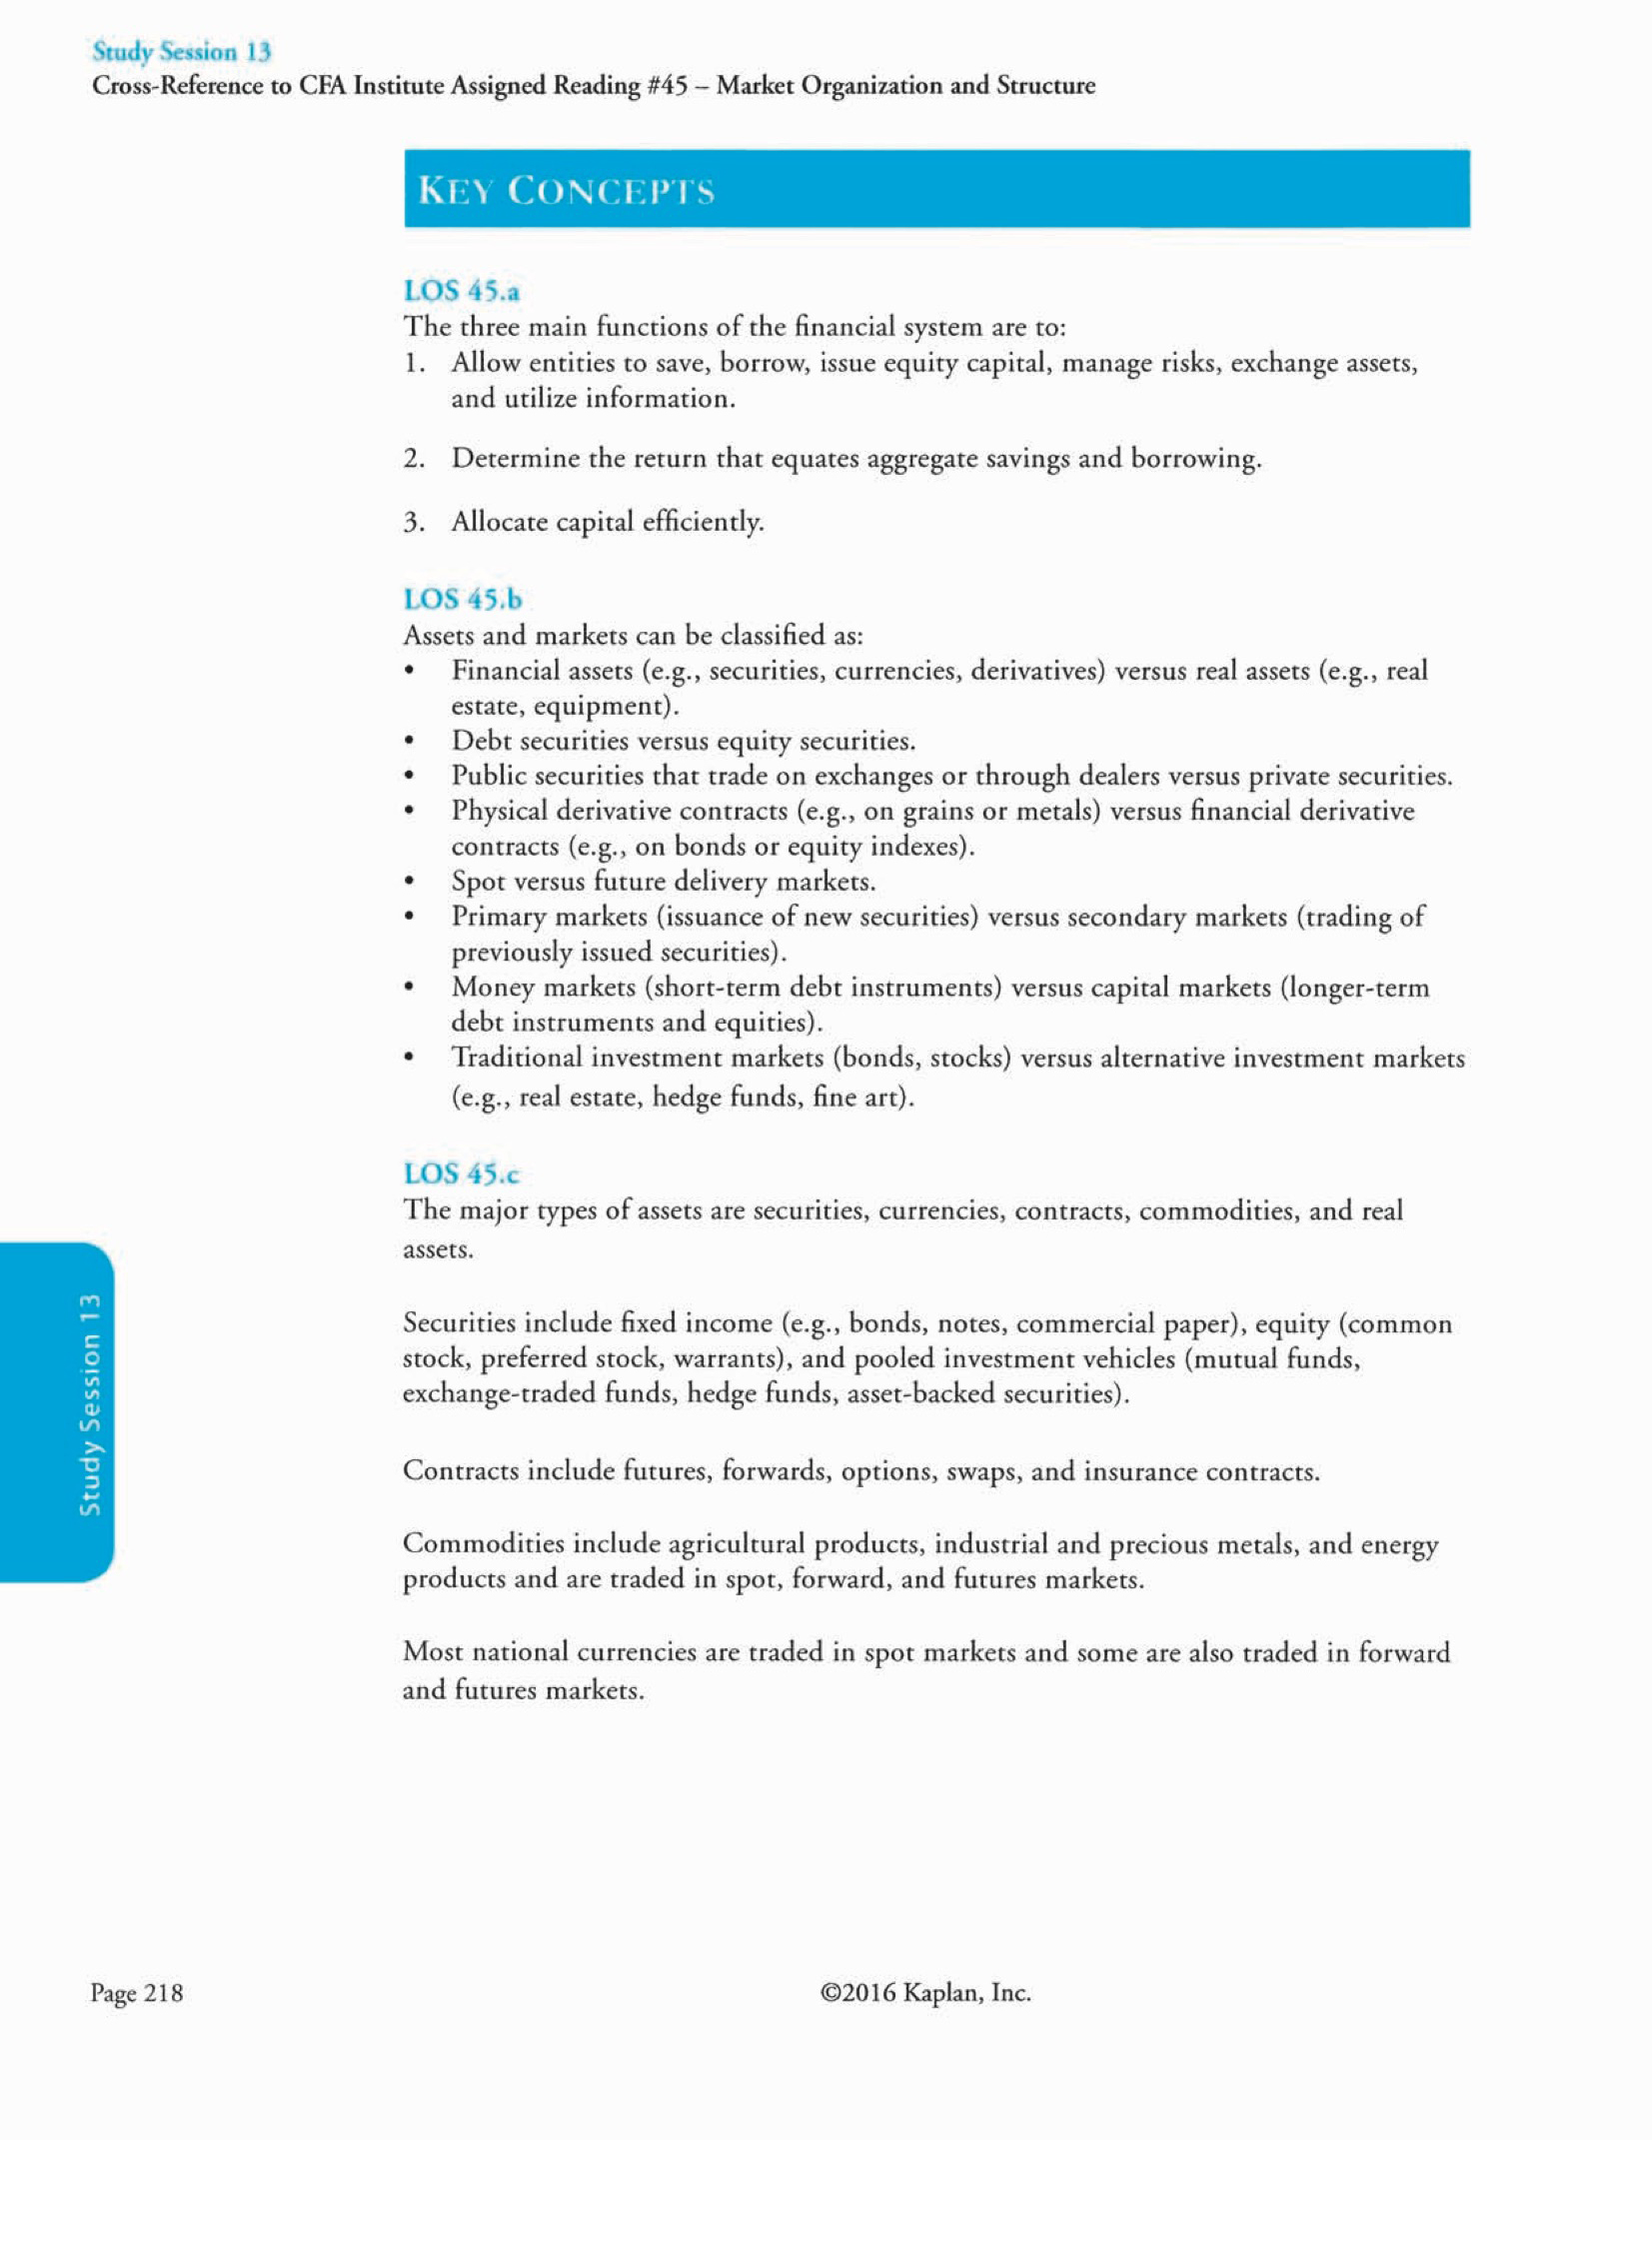 Study Session 13
Cross-Reference to CFA Institute Assigned Reading #45 – Market Organization and Structure
KEY CONCEPTS
LOS 45.a
The three main functions of the financial system are to:
1. Allow entities to save, borrow, issue equity capital, manage risks, exchange assets,
and utilize information.
2. Determine the return that equates aggregate savings and borrowing.
3. Allocate capital efficiently.
LOS 45.b
Assets and markets can be classified as:
• Financial assets (e.g., securities, currencies, derivatives) versus real assets (e.g., real
estate, equipment).
• Debt securities versus equity securities.
• Public securities that trade on exchanges or through dealers versus private securities.
• Physical derivative contracts (e.g., on grains or metals) versus financial derivative
contracts (e.g., on bonds or equity indexes).
• Spot versus future delivery markets.
• Primary markets (issuance of new securities) versus secondary markets (trading of
previously issued securities).
• Money markets (short-term debt instruments) versus capital markets (longer-term
debt instruments and equities).
• Traditional investment markets (bonds, stocks) versus alternative investment markets
(e.g., real estate, hedge funds, fine art).
LOS 45.c
The major types of assets are securities, currencies, contracts, commodities, and real
assets.
Securities include fixed income (e.g., bonds, notes, commercial paper), equity (common
stock, preferred stock, warrants), and pooled investment vehicles (mutual funds,
exchange-traded funds, hedge funds, asset-backed securities).
Contracts include futures, forwards, options, swaps, and insurance contracts.
Commodities include agricultural products, industrial and precious metals, and energy
products and are traded in spot, forward, and futures markets.
Most national currencies are traded in spot markets and some are also traded in forward
and futures markets.
Study Session 13
Page 218
©2016 Kaplan, Inc.